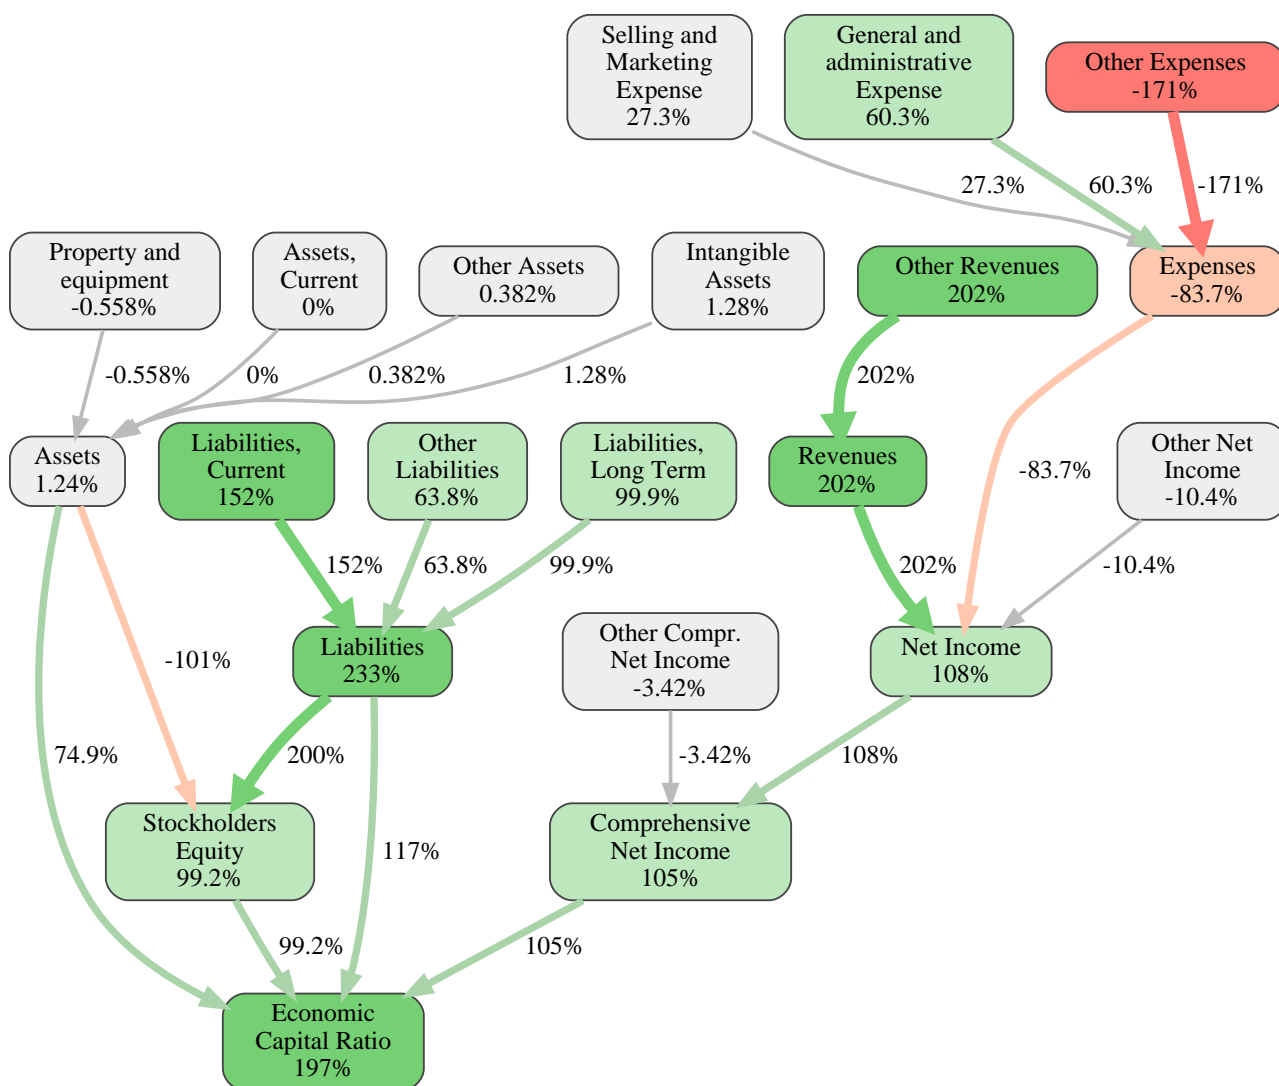 Selling and
Marketing
Expense
27.3%
General and
administrative
Expense
60.3%
Other Expenses
-171%
27.3%
60.3%
-171%
Property and
equipment
-0.558%
Assets,
Current
0%
Other Assets
0.382%
Intangible
Assets
1.28%
Other Revenues
202%
Expenses
-83.7%
-0.558%
0%
0.382%
1.28%
202%
Assets
1.24%
Liabilities,
Current
152%
Other
Liabilities
63.8%
Liabilities,
Long Term
99.9%
Revenues
202%
-83.7%
Other Net
Income
-10.4%
152%
63.8%
99.9%
202%
-10.4%
-101%
Liabilities
233%
Other Compr.
Net Income
-3.42%
Net Income
108%
74.9%
200%
-3.42%
108%
Stockholders
Equity
99.2%
117%
Comprehensive
Net Income
105%
99.2%
105%
Economic
Capital Ratio
197%